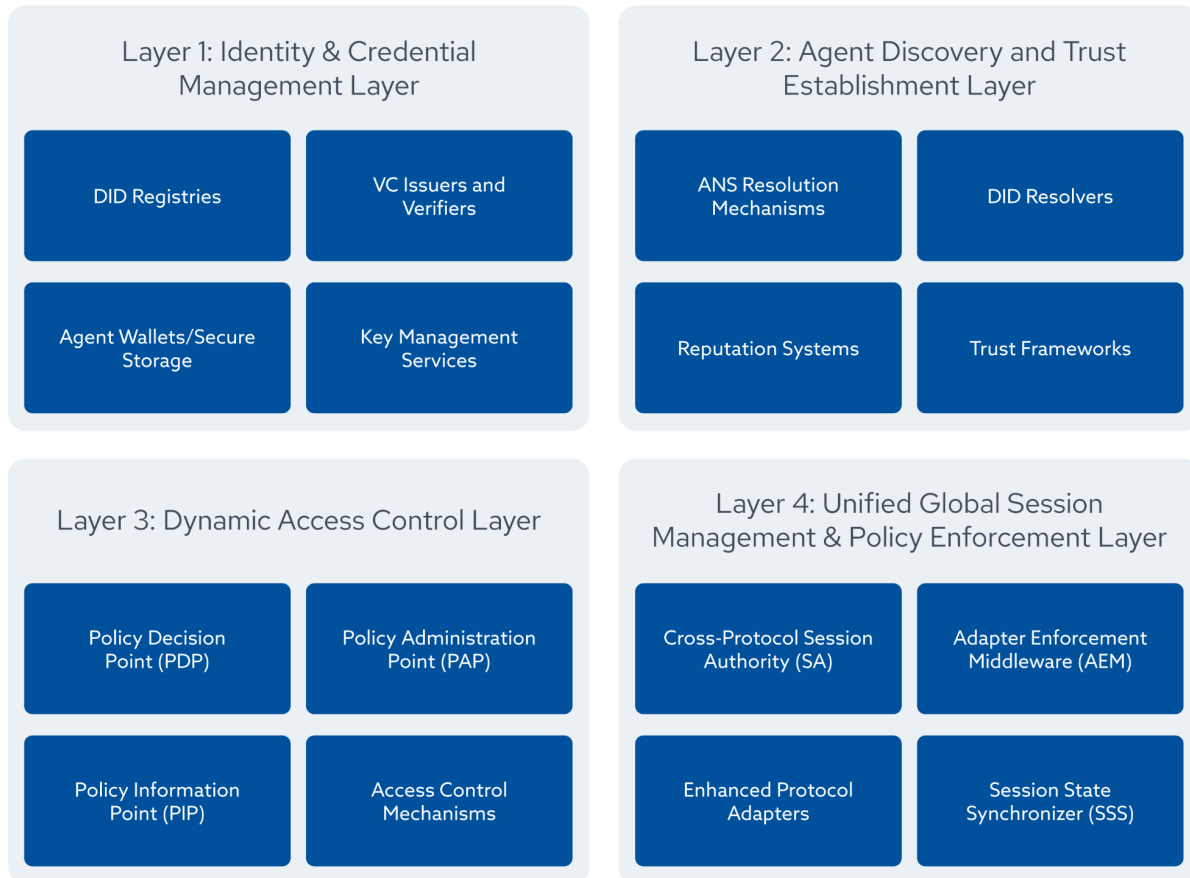 Layer 1: Identity & Credential
Management Layer
DID Registries
VC Issuers and
Verifiers
Agent Wallets/Secure
Storage
Key Management
Services
Layer 2: Agent Discovery and Trust
Establishment Layer
ANS Resolution
Mechanisms
DID Resolvers
Reputation Systems
Trust Frameworks
Layer 3: Dynamic Access Control Layer
Policy Decision
Point (PDP)
Policy Administration
Point (PAP)
Policy Information
Point (PIP)
Access Control
Mechanisms
Layer 4: Unified Global Session
Management & Policy Enforcement Layer
Cross-Protocol Session
Authority (SA)
Adapter Enforcement
Middleware (AEM)
Enhanced Protocol
Adapters
Session State
Synchronizer (SSS)